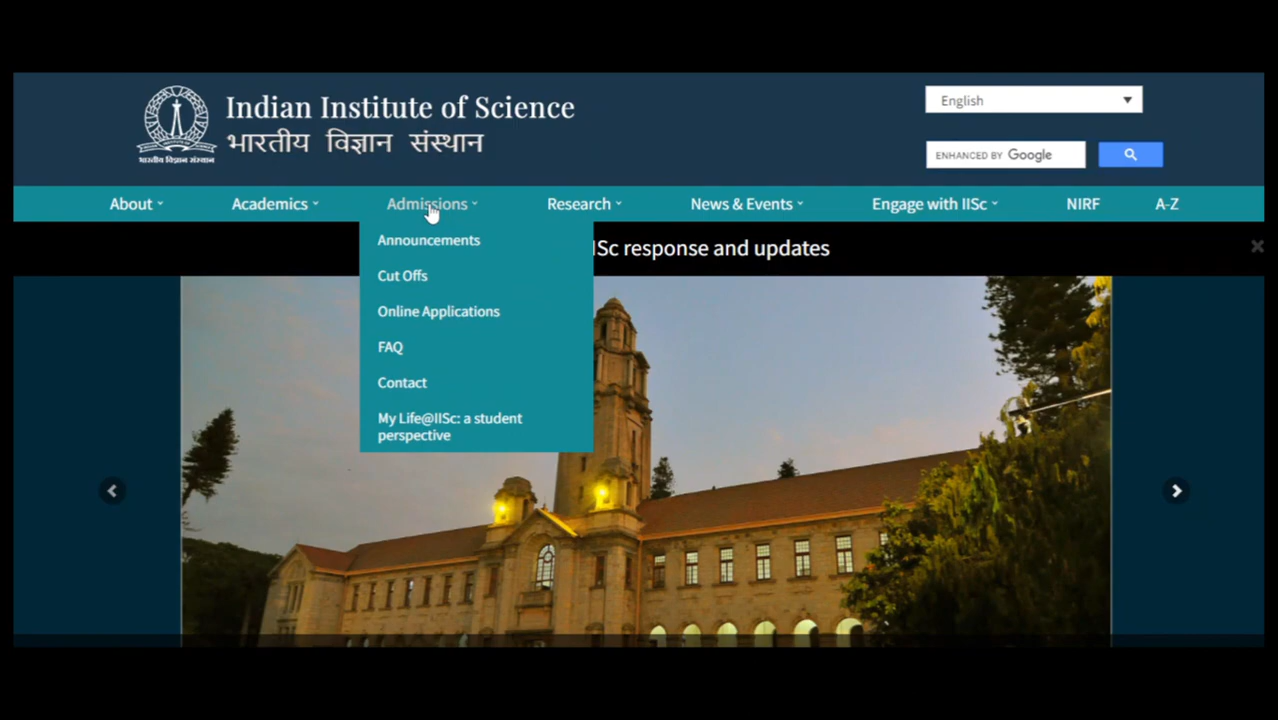 Indian Institute of Science
भारतीय विज्ञान संस्थान
भारतीय विज्ञान संस्थान
English
ENHANCED BY Google
About Academics Admissions Research News & Events Engage with IISc NIRF A-Z
Announcements
ISc response and updates
Cut Offs
Online Applications
FAQ
Contact
My Life@IISc: a student
perspective